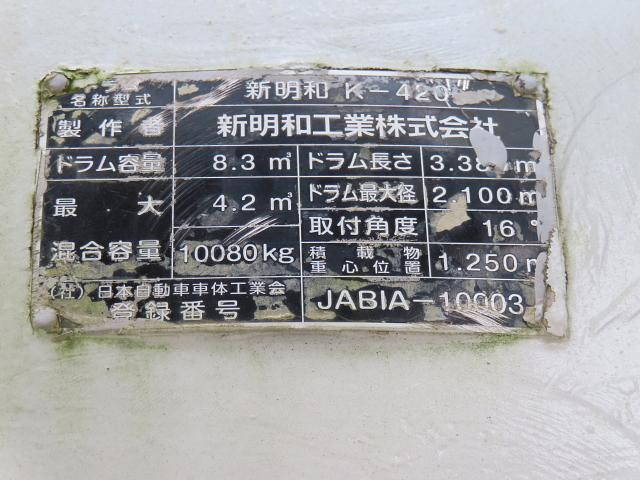 名称型式 新明和 K-420
製作者 新明和工業株式会社
ドラム容量 8.3 m³ ドラム長さ
最大 4.2 m³ ドラム最大径 2.100 m
取付角度 16°
混合容量 10080kg 積載物
重心位置 1.250 m
(社)日本自動車車体工業会
登録番号 JABIA-10003